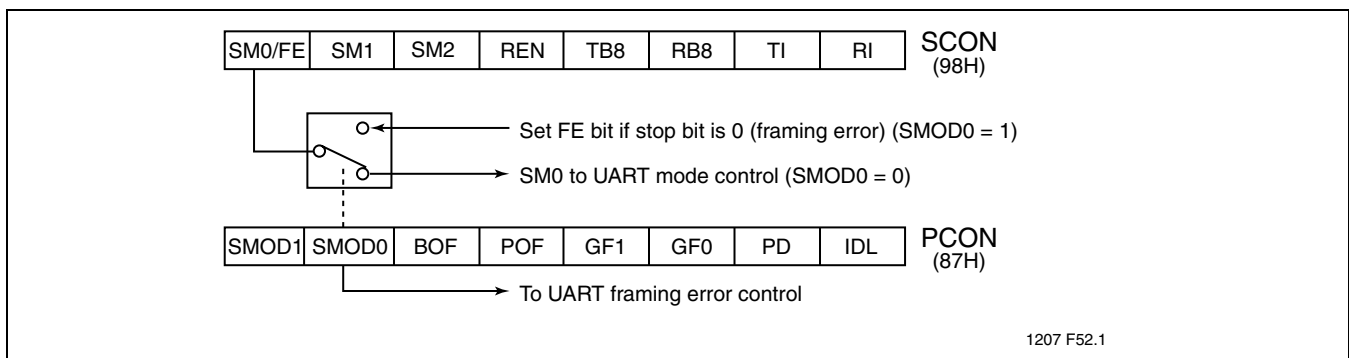 SM0/FE SM1 SM2 REN TB8 RB8 TI RI SCON
(98H)
Set FE bit if stop bit is 0 (framing error) (SMOD0 = 1)
SM0 to UART mode control (SMOD0 = 0)
SMOD1 SMOD0 BOF POF GF1 GF0 PD IDL PCON
(87H)
To UART framing error control
1207 F52.1